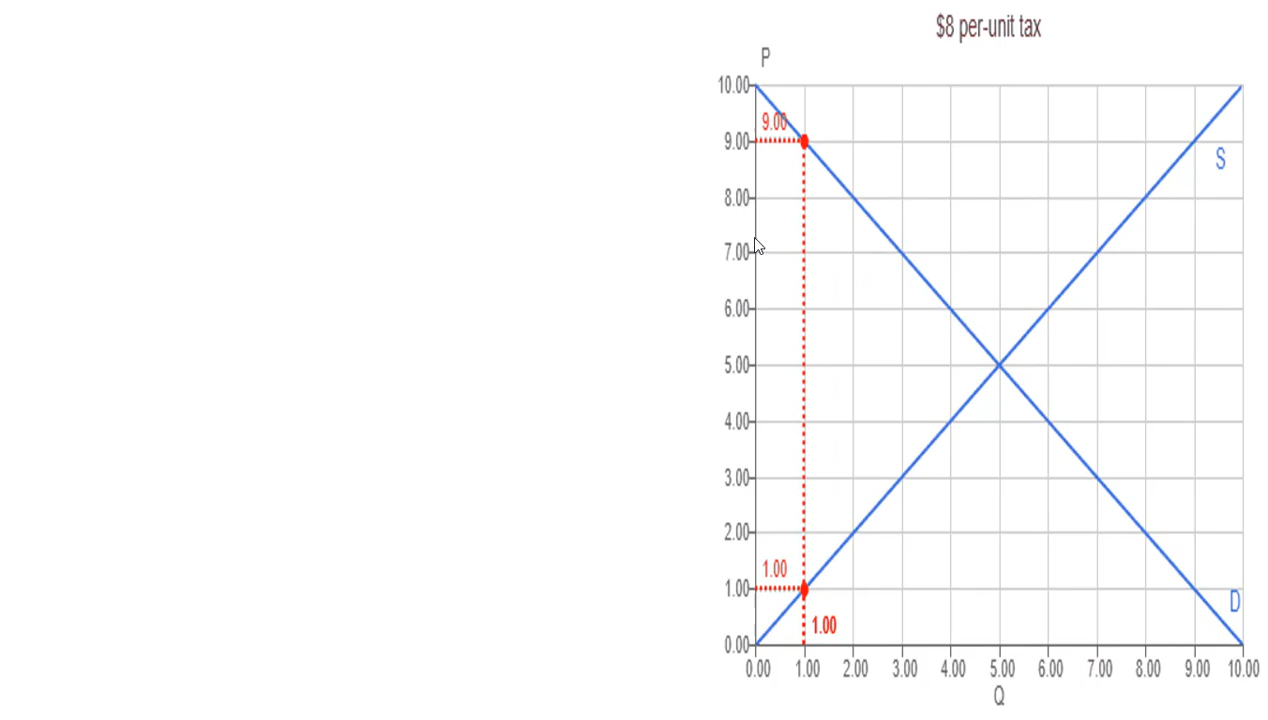 $8 per-unit tax
P
10.00
9.00
9.00
8.00
S
7.00
6.00
5.00
4.00
3.00
2.00
1.00
1.00
D
1.00
0.00
0.00 1.00 2.00 3.00 4.00 5.00 6.00 7.00 8.00 9.00 10.00
Q